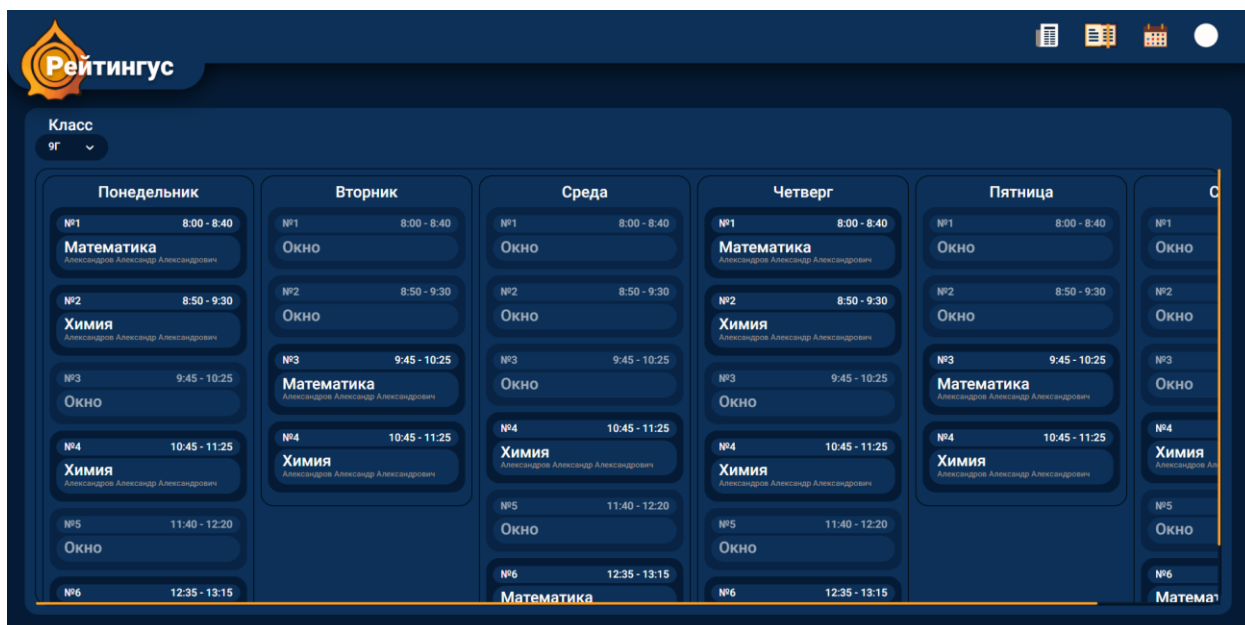 Рейтингус
Класс
9Г
Понедельник
№1 8:00 - 8:40
Математика
Александров Александр Александрович
№2 8:50 - 9:30
Химия
Александров Александр Александрович
№3 9:45 - 10:25
Окно
№4 10:45 - 11:25
Химия
Александров Александр Александрович
№5 11:40 - 12:20
Окно
№6 12:35 - 13:15
Вторник
№1 8:00 - 8:40
Окно
№2 8:50 - 9:30
Окно
№3 9:45 - 10:25
Математика
Александров Александр Александрович
№4 10:45 - 11:25
Химия
Александров Александр Александрович
Среда
№1 8:00 - 8:40
Окно
№2 8:50 - 9:30
Окно
№3 9:45 - 10:25
Окно
№4 10:45 - 11:25
Химия
Александров Александр Александрович
№5 11:40 - 12:20
Окно
№6 12:35 - 13:15
Математика
Четверг
№1 8:00 - 8:40
Математика
Александров Александр Александрович
№2 8:50 - 9:30
Химия
Александров Александр Александрович
№3 9:45 - 10:25
Окно
№4 10:45 - 11:25
Химия
Александров Александр Александрович
№5 11:40 - 12:20
Окно
№6 12:35 - 13:15
Пятница
№1 8:00 - 8:40
Окно
№2 8:50 - 9:30
Окно
№3 9:45 - 10:25
Математика
Александров Александр Александрович
№4 10:45 - 11:25
Химия
Александров Александр Александрович
С
№1
Окно
№2
Окно
№3
Окно
№4
Химия
Александров Ал
№5
Окно
№6
Математ